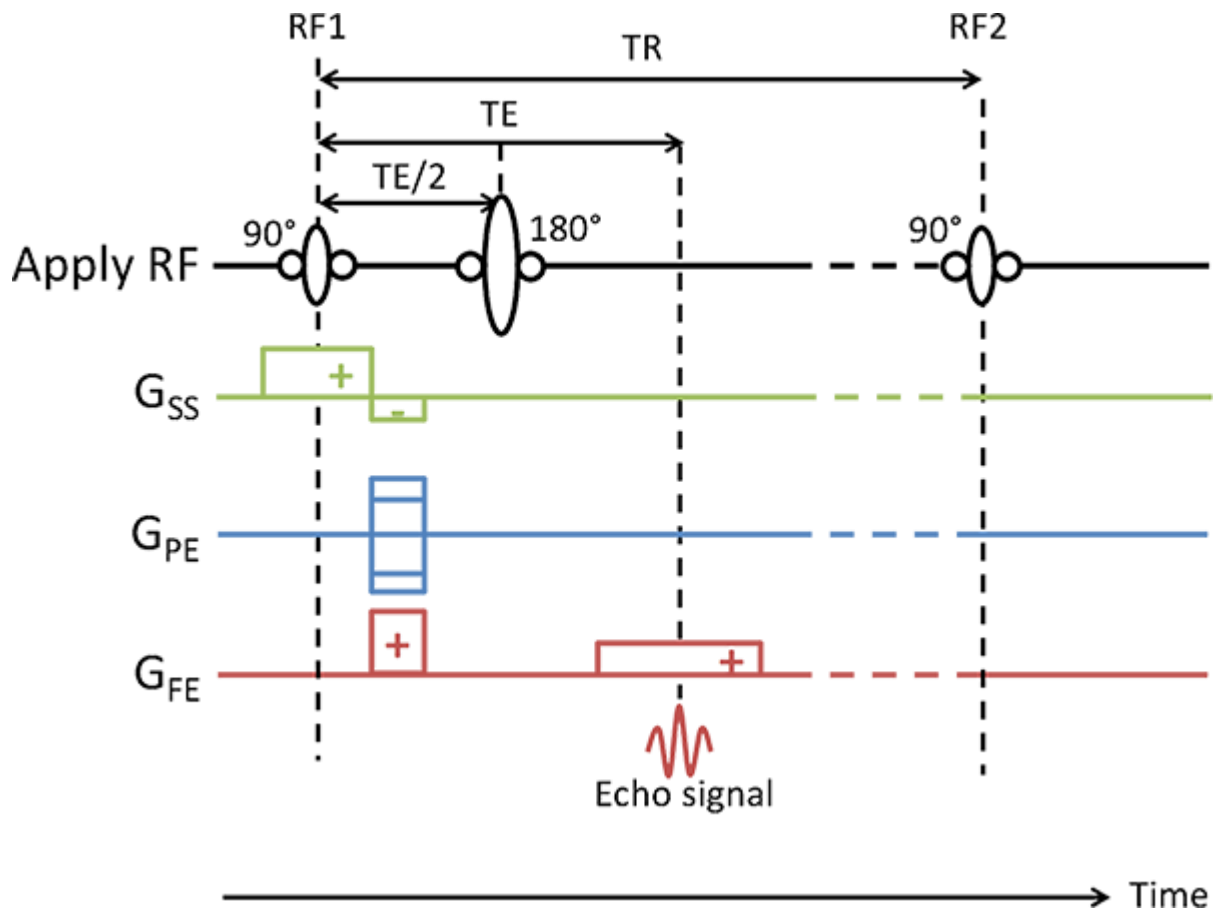 RF1
RF2
TR
TE
TE/2
90°
180°
90°
Apply RF
+
G_SS
-
G_PE
+
+
G_FE
Echo signal
Time